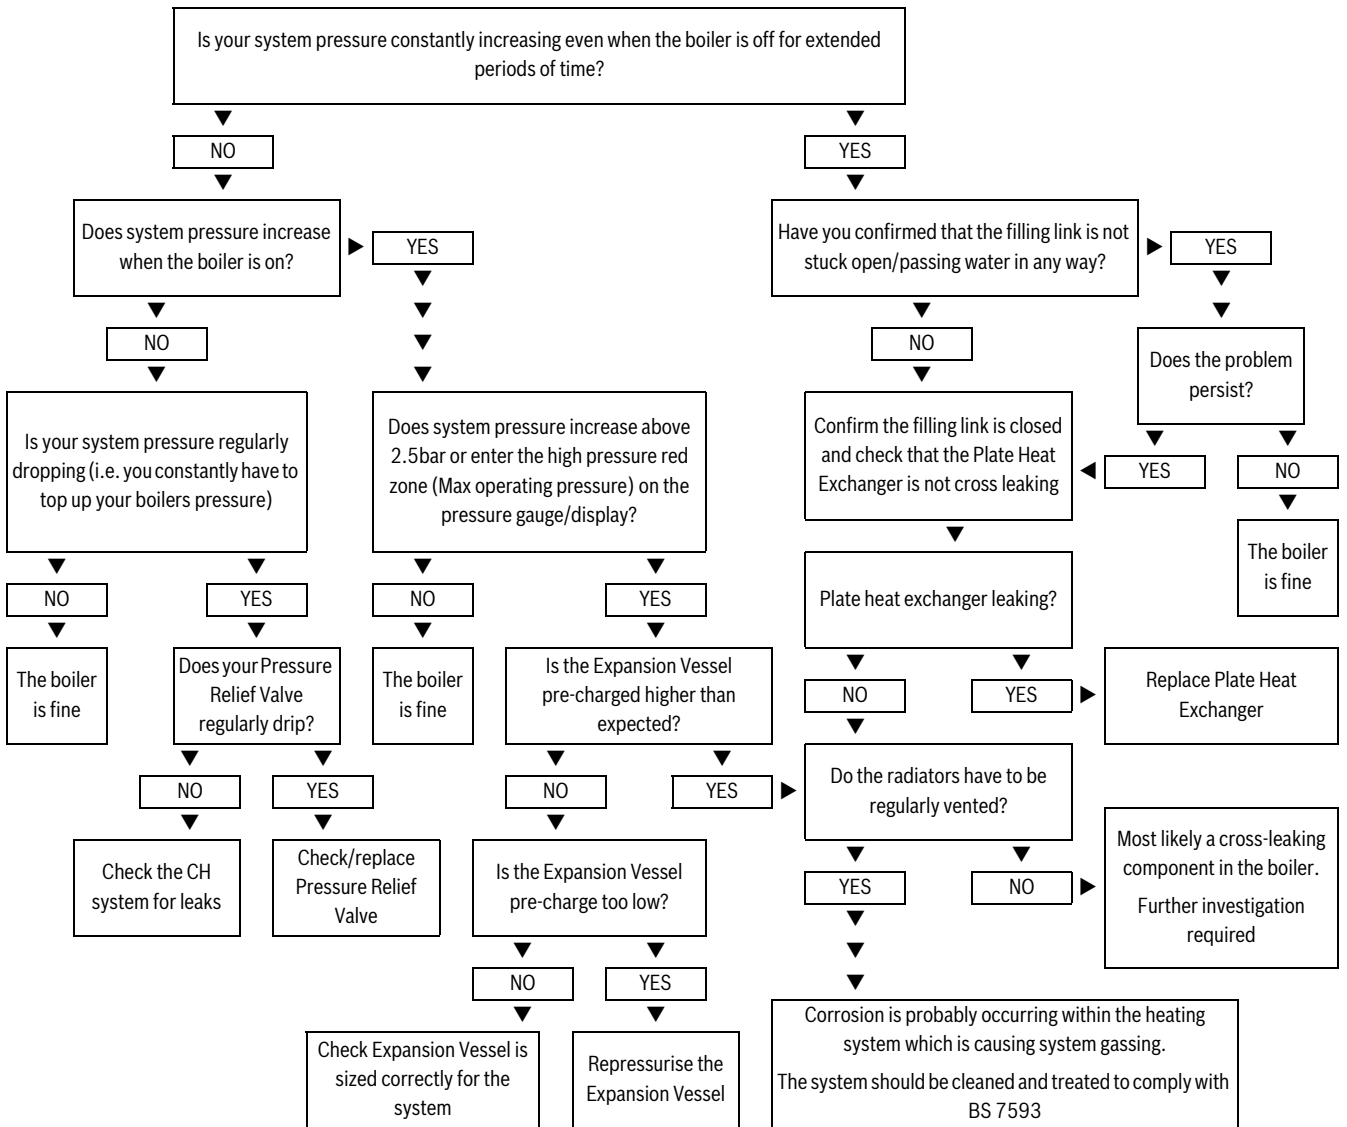 Is your system pressure constantly increasing even when the boiler is off for extended
periods of time?
NO
YES
Does system pressure increase
when the boiler is on?
YES
Have you confirmed that the filling link is not
stuck open/passing water in any way?
YES
NO
NO
Does the problem
persist?
Is your system pressure regularly
dropping (i.e. you constantly have to
top up your boilers pressure)
Does system pressure increase above
2.5bar or enter the high pressure red
zone (Max operating pressure) on the
pressure gauge/display?
Confirm the filling link is closed
and check that the Plate Heat
Exchanger is not cross leaking
YES
NO
The boiler
is fine
NO
YES
NO
YES
Plate heat exchanger leaking?
The boiler
is fine
Does your Pressure
Relief Valve
regularly drip?
The boiler
is fine
Is the Expansion Vessel
pre-charged higher than
expected?
NO
YES
Replace Plate Heat
Exchanger
NO
YES
NO
YES
Do the radiators have to be
regularly vented?
Check the CH
system for leaks
Check/replace
Pressure Relief
Valve
Is the Expansion Vessel
pre-charge too low?
YES
NO
Most likely a cross-leaking
component in the boiler.
Further investigation
required
NO
YES
Check Expansion Vessel is
sized correctly for the
system
Repressurise the
Expansion Vessel
Corrosion is probably occurring within the heating
system which is causing system gassing.
The system should be cleaned and treated to comply with
BS 7593